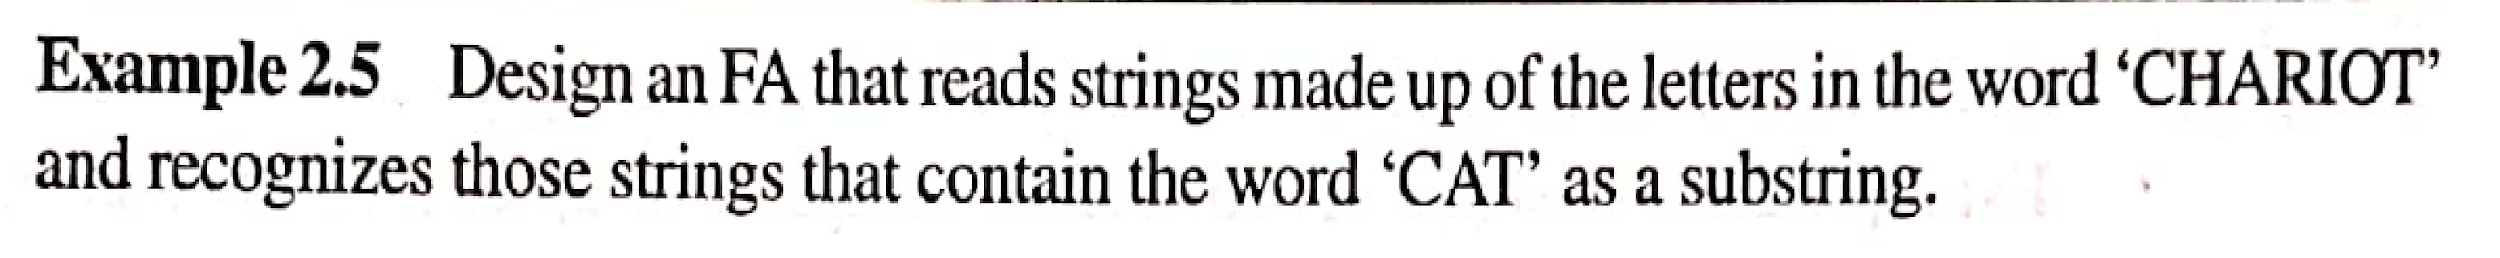 Example 2.5 Design an FA that reads strings made up of the letters in the word ‘CHARIOT’
and recognizes those strings that contain the word ‘CAT’ as a substring.